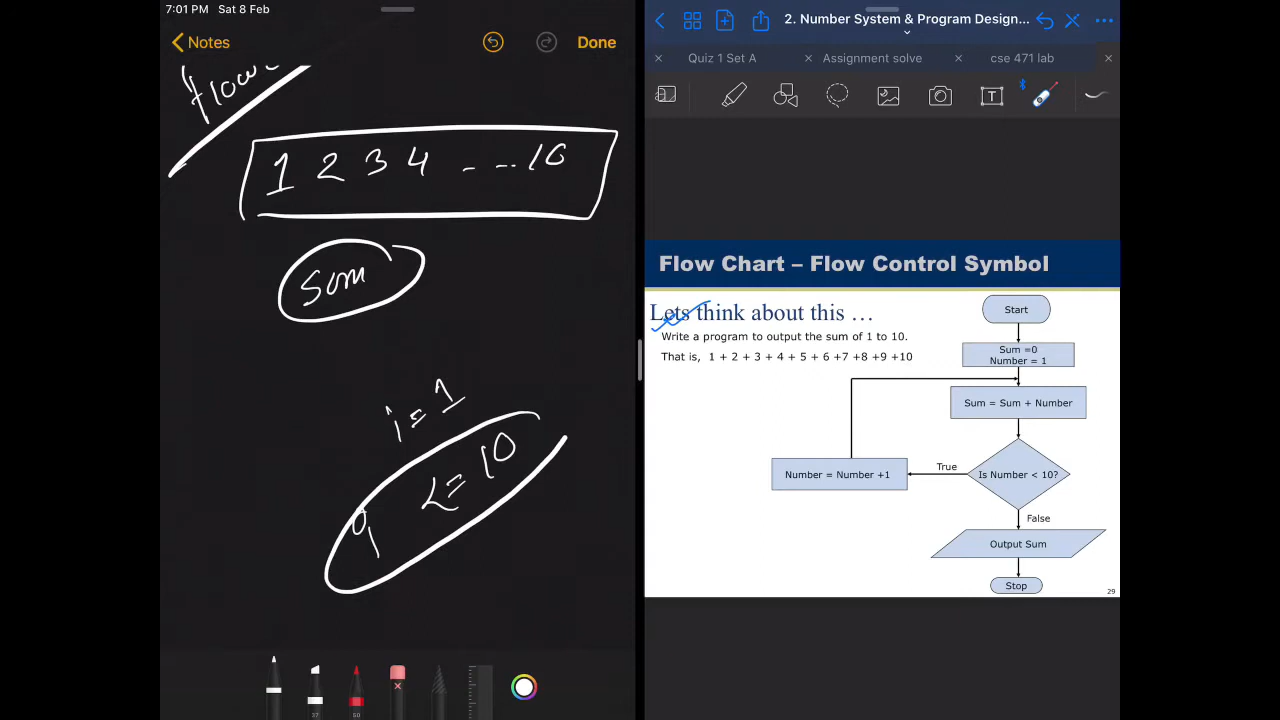 7:01 PM Sat 8 Feb
Notes
Done
1 2 3 4 - -.. 10
Sum
i = 1
i <= 10
37
50
2. Number System & Program Design...
Quiz 1 Set A
Assignment solve
cse 471 lab
T
Flow Chart – Flow Control Symbol
Lets think about this …
Write a program to output the sum of 1 to 10.
That is, 1 + 2 + 3 + 4 + 5 + 6 +7 +8 +9 +10
Start
Sum =0
Number = 1
Sum = Sum + Number
Is Number < 10?
True
Number = Number +1
False
Output Sum
Stop
29